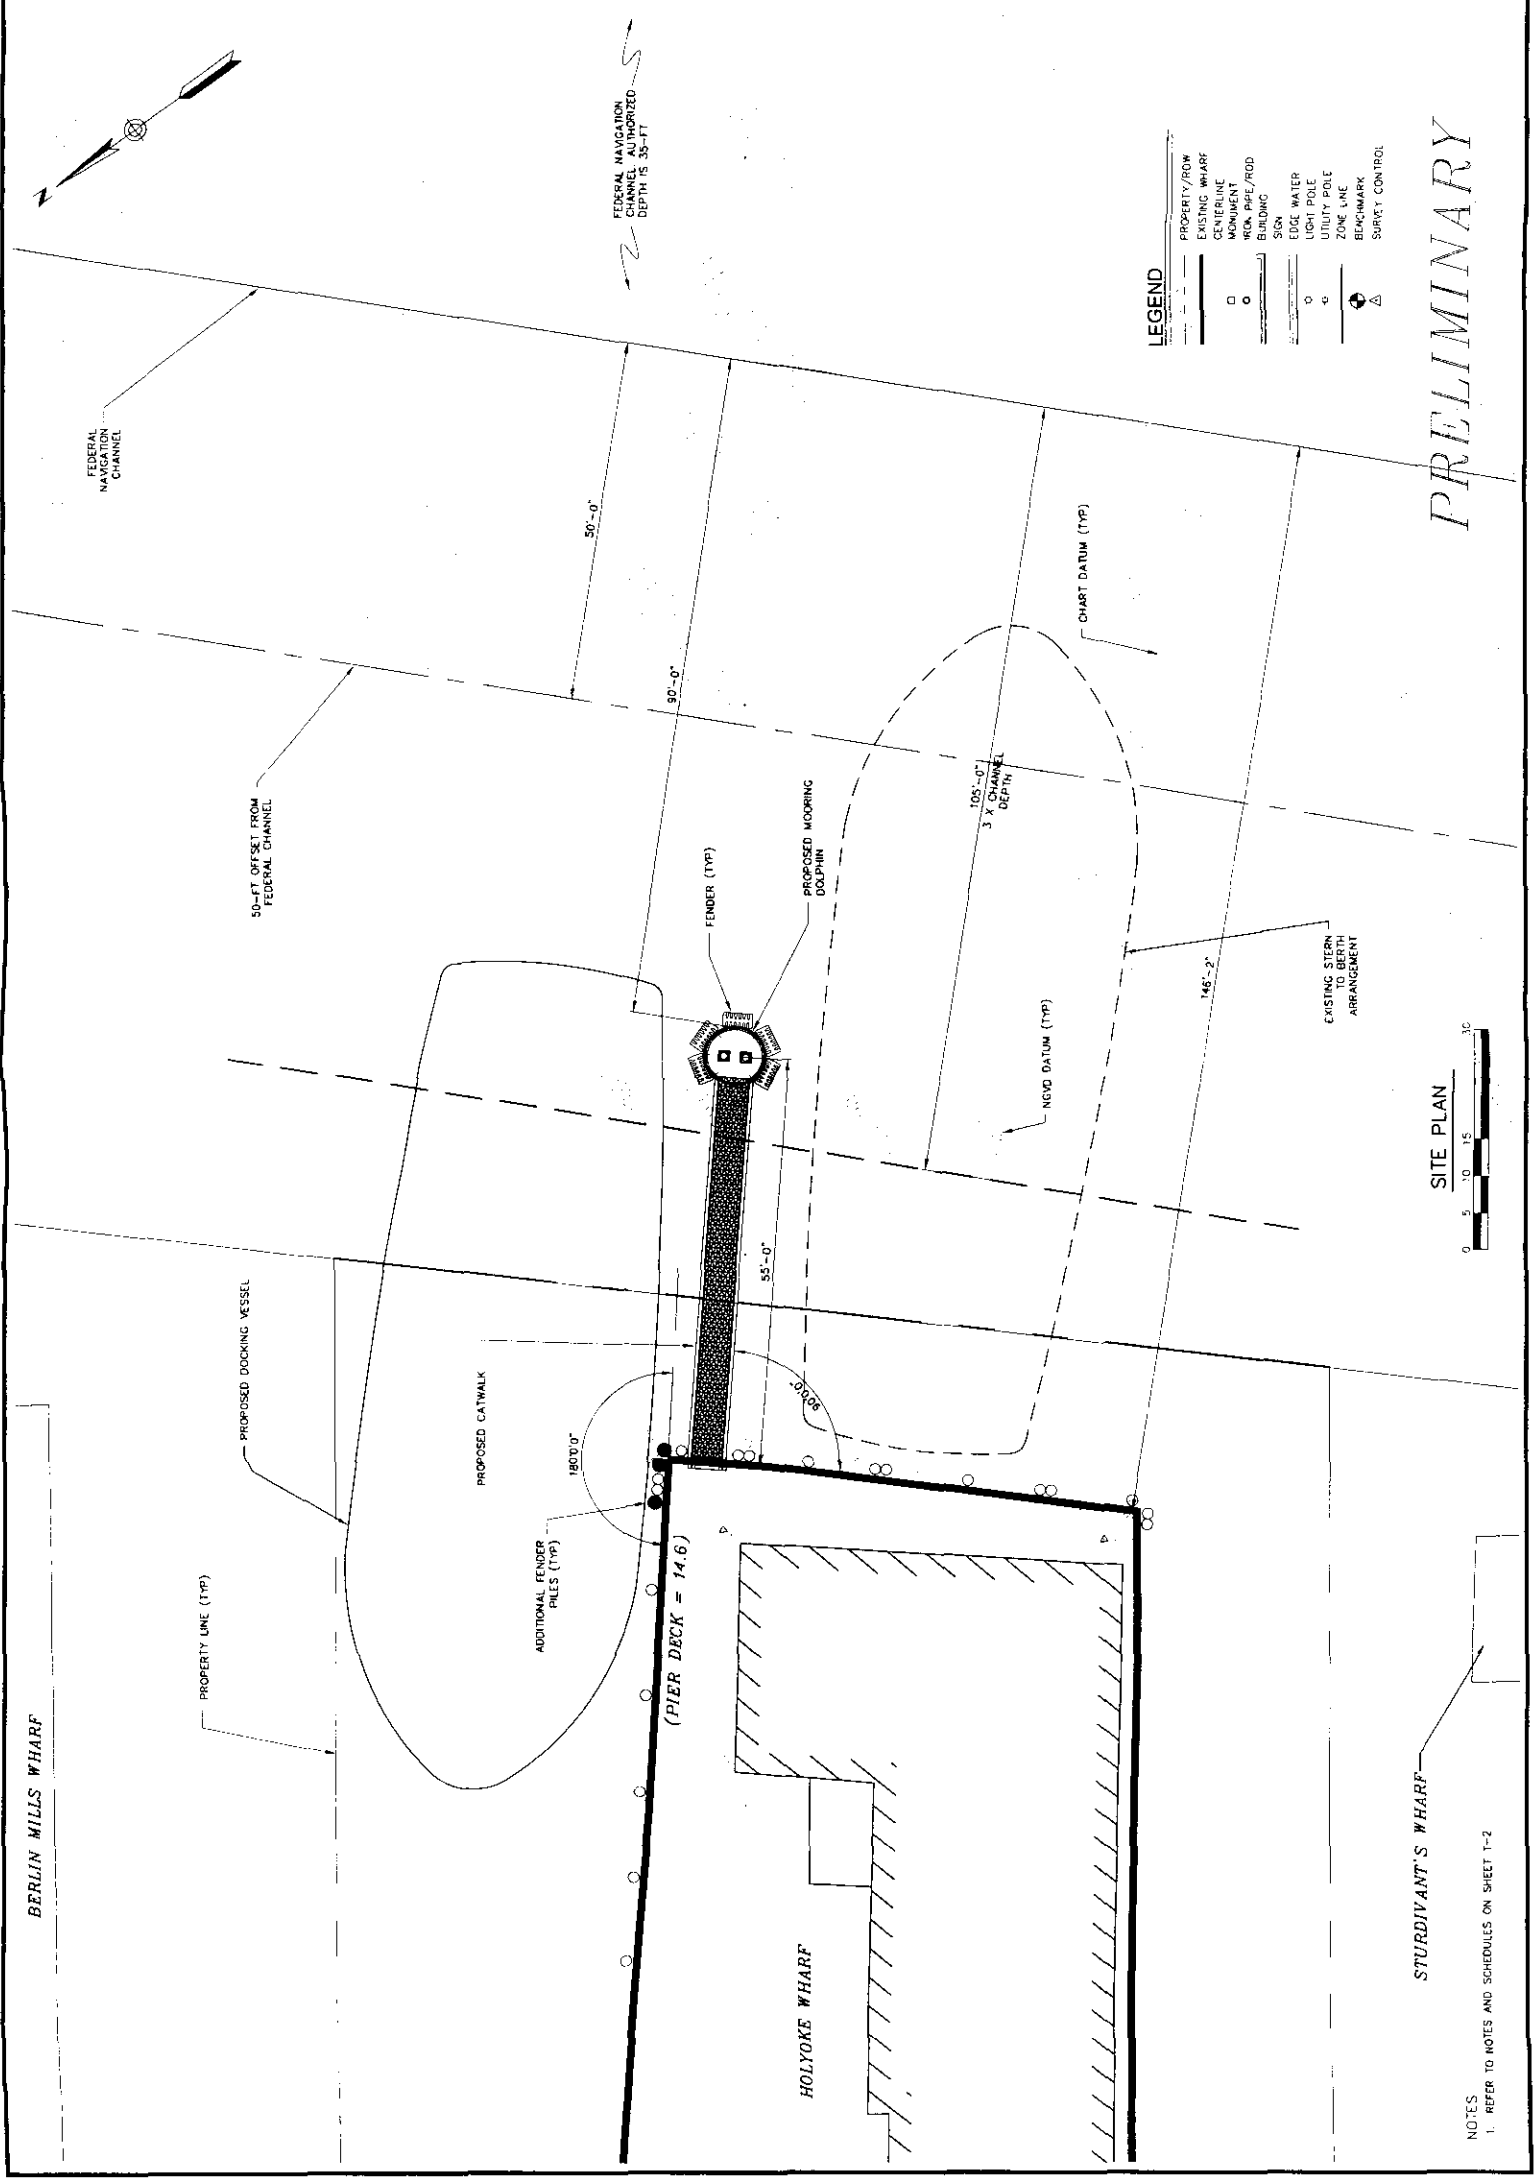 BERLIN MILLS WHARF
N
FEDERAL
NAVIGATION
CHANNEL
50-FT OFFSET FROM
FEDERAL CHANNEL
PROPOSED DOCKING VESSEL
PROPERTY LINE (TYP)
FEDERAL NAVIGATION
CHANNEL. AUTHORIZED
DEPTH IS 35-FT
50'-0"
90'-0"
FENDER (TYP)
PROPOSED MOORING
DOLPHIN
PROPOSED CATWALK
180°0'0"
ADDITIONAL FENDER
PILES (TYP)
55'-0"
90°0'0"
(PIER DECK = 14.6)
HOLYOKE WHARF
105'-0"
3 X CHANNEL
DEPTH
CHART DATUM (TYP)
NGVD DATUM (TYP)
146'-2"
EXISTING STERN
TO BERTH
ARRANGEMENT
LEGEND
PROPERTY/ROW
EXISTING WHARF
CENTERLINE
MONUMENT
IRON PIPE/ROD
BUILDING
SIGN
EDGE WATER
LIGHT POLE
UTILITY POLE
ZONE LINE
BENCHMARK
SURVEY CONTROL
PRELIMINARY
SITE PLAN
0 5 10 15 30
STURDIVANT'S WHARF
NOTES
1. REFER TO NOTES AND SCHEDULES ON SHEET T-2